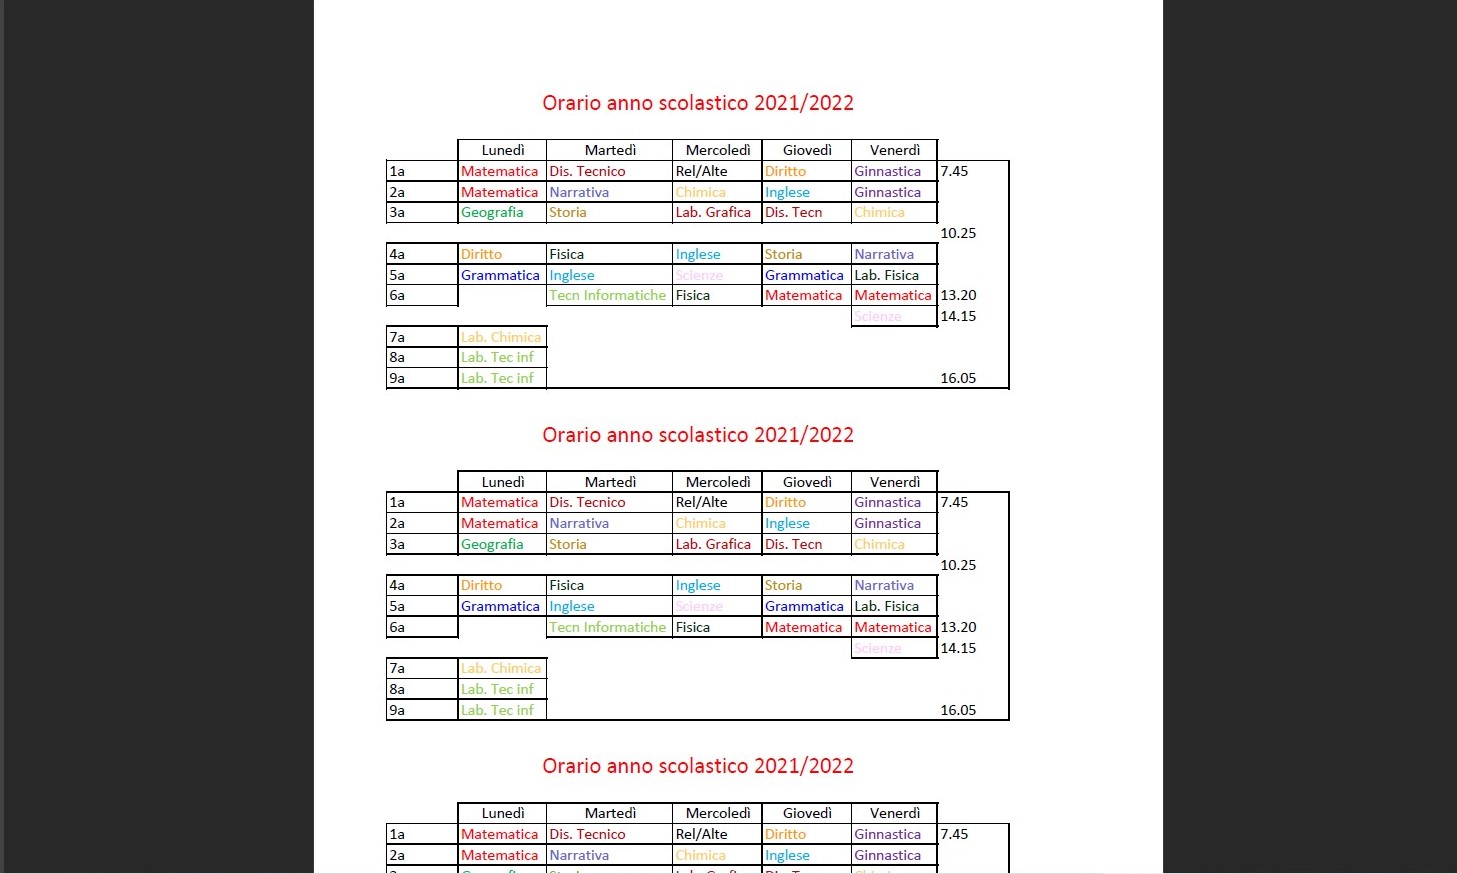 Orario anno scolastico 2021/2022
Lunedì Martedì Mercoledì Giovedì Venerdì
1a Matematica Dis. Tecnico Rel/Alte Diritto Ginnastica 7.45
2a Matematica Narrativa Chimica Inglese Ginnastica
3a Geografia Storia Lab. Grafica Dis. Tecn Chimica
10.25
4a Diritto Fisica Inglese Storia Narrativa
5a Grammatica Inglese Scienze Grammatica Lab. Fisica
6a Tecn Informatiche Fisica Matematica Matematica 13.20
Scienze 14.15
7a Lab. Chimica
8a Lab. Tec inf
9a Lab. Tec inf 16.05
Orario anno scolastico 2021/2022
Lunedì Martedì Mercoledì Giovedì Venerdì
1a Matematica Dis. Tecnico Rel/Alte Diritto Ginnastica 7.45
2a Matematica Narrativa Chimica Inglese Ginnastica
3a Geografia Storia Lab. Grafica Dis. Tecn Chimica
10.25
4a Diritto Fisica Inglese Storia Narrativa
5a Grammatica Inglese Scienze Grammatica Lab. Fisica
6a Tecn Informatiche Fisica Matematica Matematica 13.20
Scienze 14.15
7a Lab. Chimica
8a Lab. Tec inf
9a Lab. Tec inf 16.05
Orario anno scolastico 2021/2022
Lunedì Martedì Mercoledì Giovedì Venerdì
1a Matematica Dis. Tecnico Rel/Alte Diritto Ginnastica 7.45
2a Matematica Narrativa Chimica Inglese Ginnastica